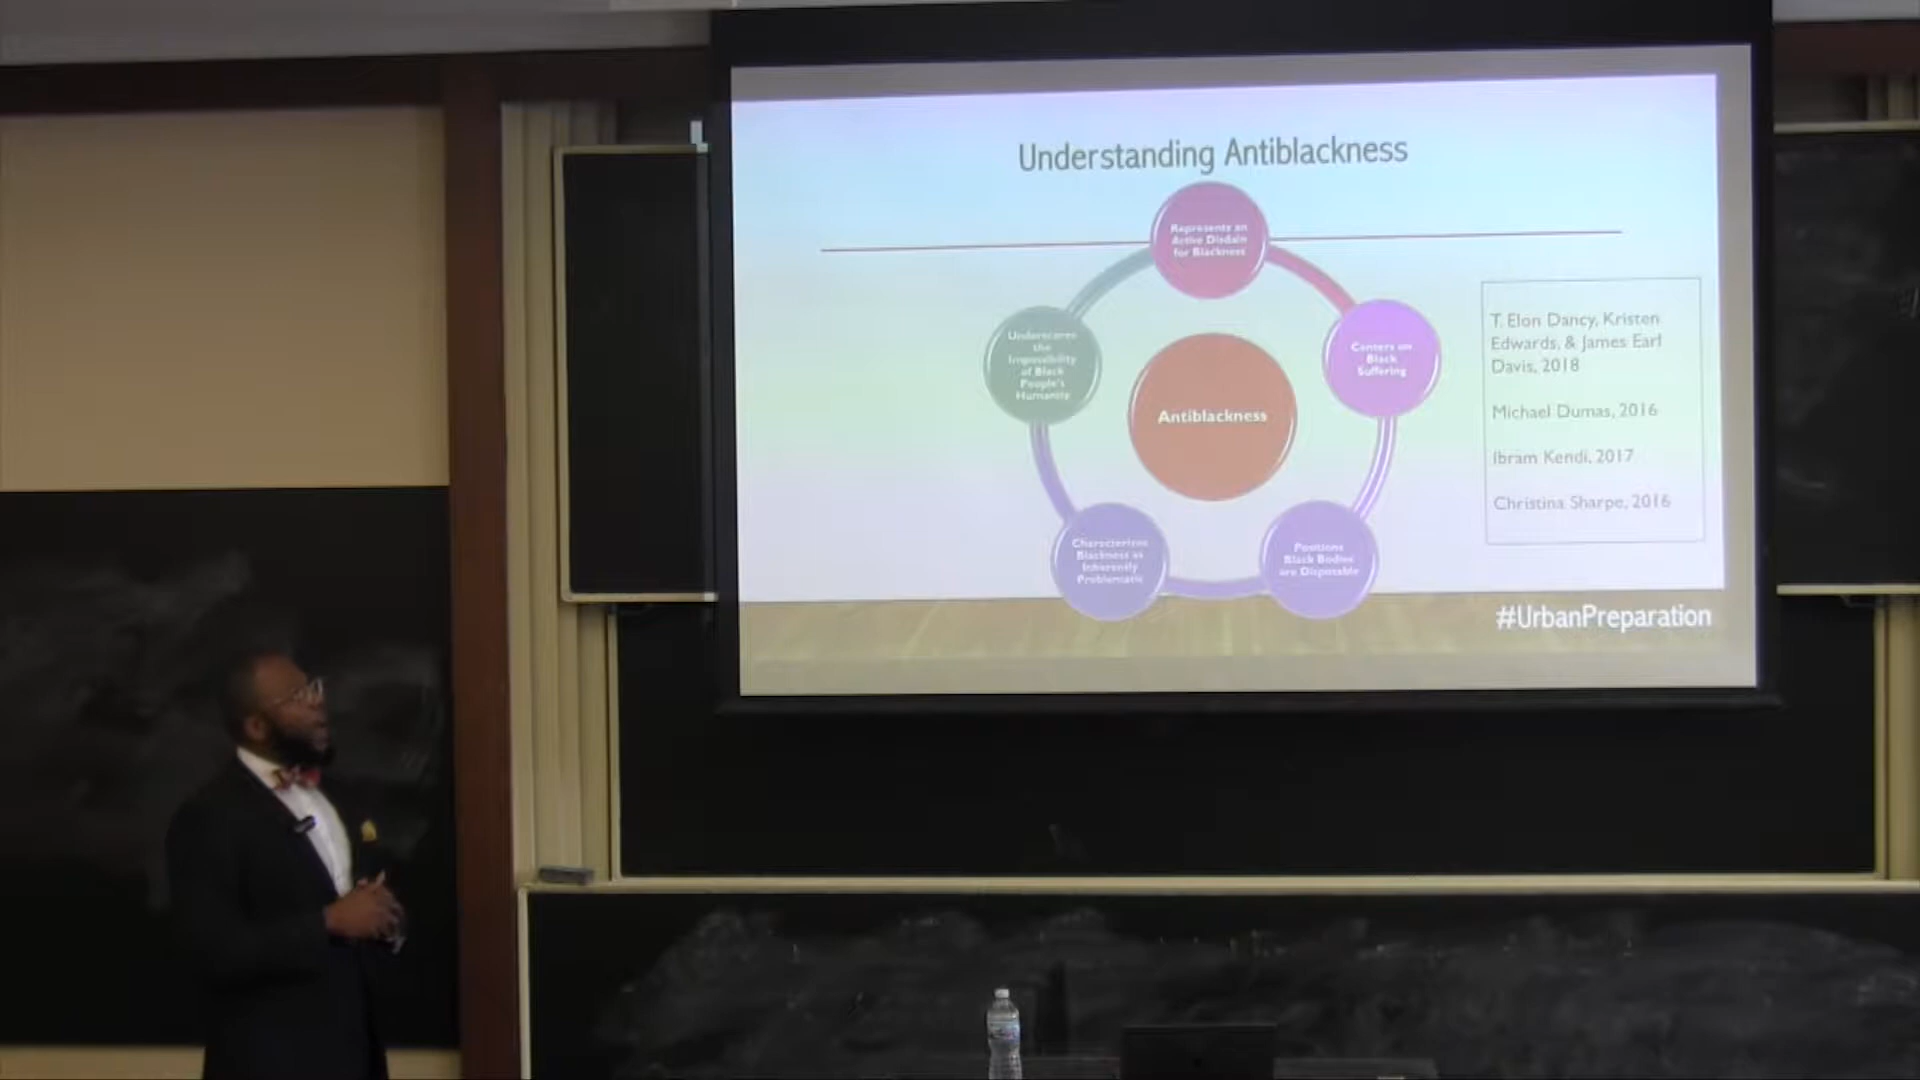 Understanding Antiblackness
Represents an
Active Disdain
for Blackness
Centers on
Black
Suffering
Positions
Black Bodies
are Disposable
Characterizes
Blackness as
Inherently
Problematic
Underscores
the
Impossibility
of Black
People's
Humanity
Antiblackness
T. Elon Dancy, Kristen
Edwards, & James Earl
Davis, 2018
Michael Dumas, 2016
Ibram Kendi, 2017
Christina Sharpe, 2016
#UrbanPreparation